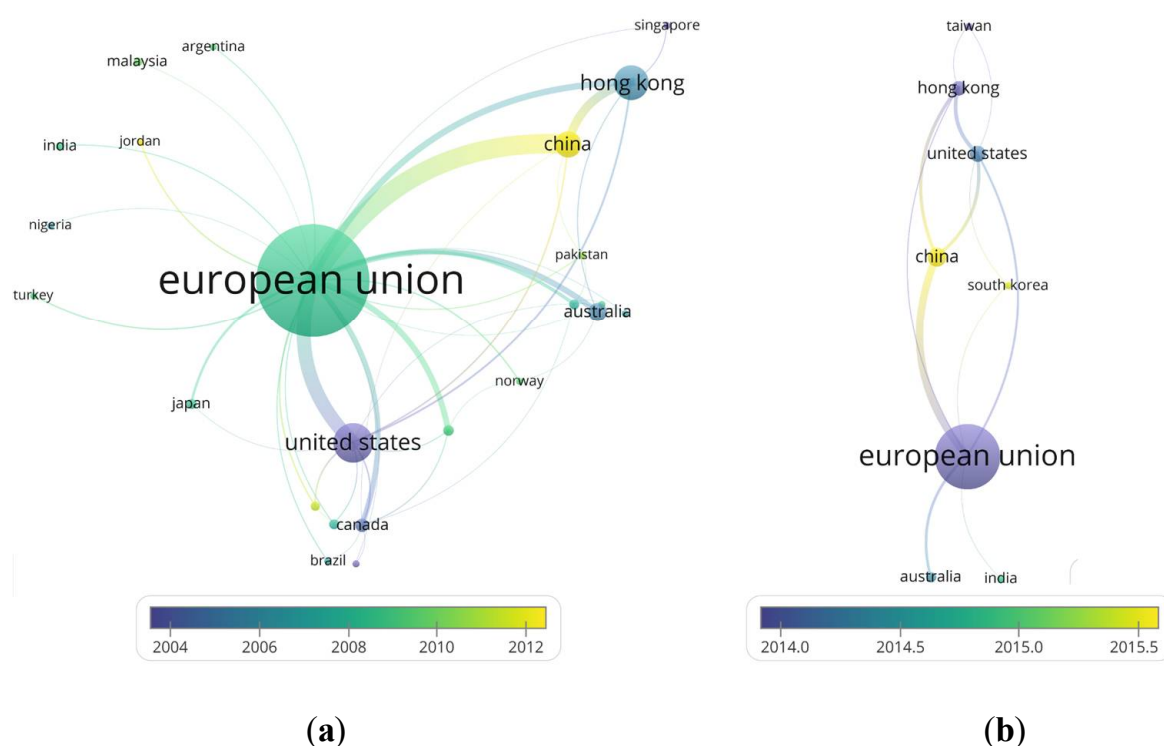 singapore
argentina
malaysia
hong kong
jordan
china
india
nigeria
pakistan
european union
turkey
australia
norway
japan
united states
canada
brazil
2004 2006 2008 2010 2012
(a)
taiwan
hong kong
united states
china
south korea
european union
australia
india
2014.0 2014.5 2015.0 2015.5
(b)